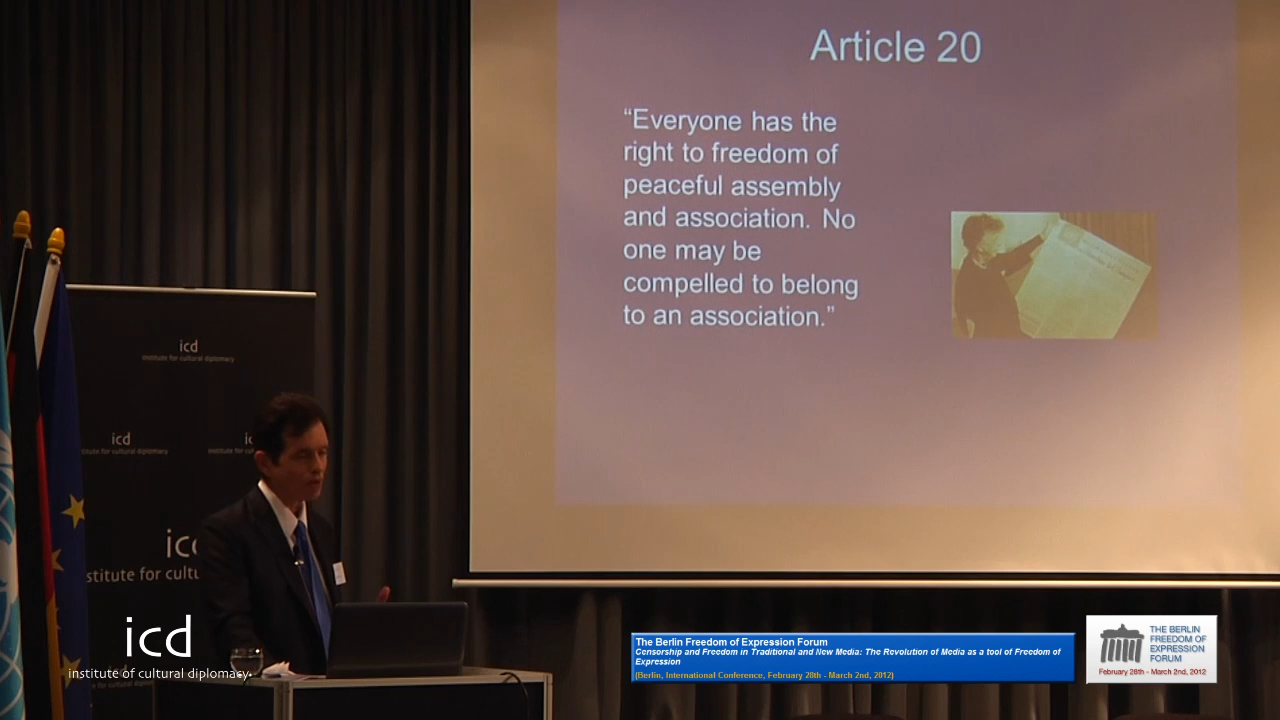 Article 20
“Everyone has the
right to freedom of
peaceful assembly
and association. No
one may be
compelled to belong
to an association.”
icd
institute for cultural diplomacy
icd
institute for cultural diplomacy
icd
institute for cultu
icd
institute of cultural diplomacy
The Berlin Freedom of Expression Forum
Censorship and Freedom in Traditional and New Media: The Revolution of Media as a tool of Freedom of
Expression
(Berlin, International Conference, February 28th - March 2nd, 2012)
THE BERLIN
FREEDOM OF
EXPRESSION
FORUM
February 28th - March 2nd, 2012